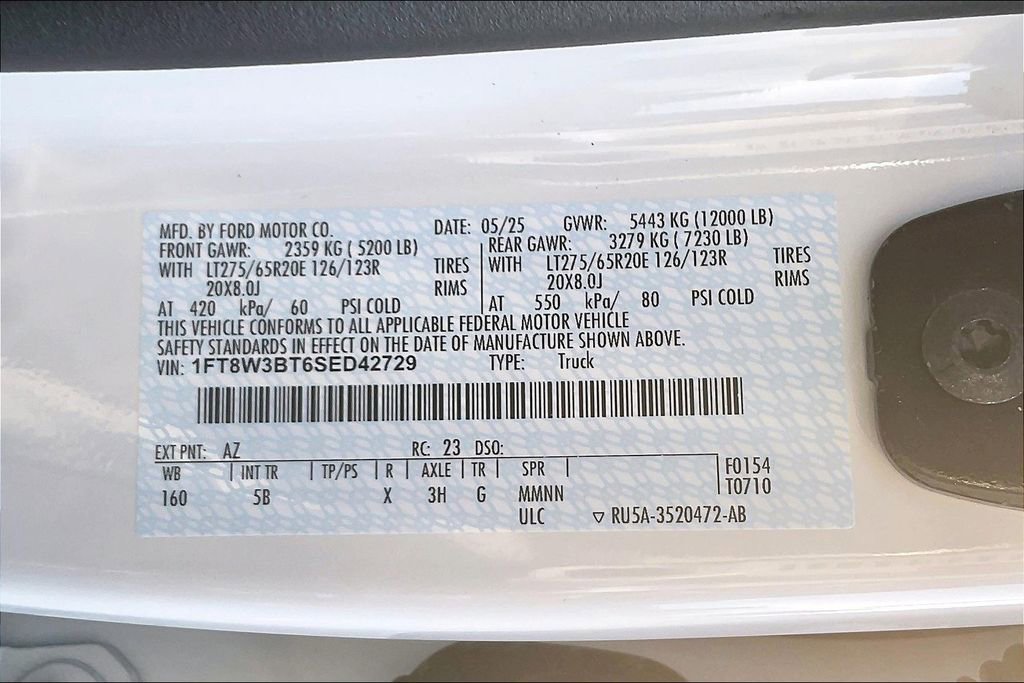 MFD. BY FORD MOTOR CO. DATE: 05/25 GVWR: 5443 KG (12000 LB)
FRONT GAWR: 2359 KG ( 5200 LB) REAR GAWR: 3279 KG ( 7230 LB)
WITH LT275/65R20E 126/123R TIRES WITH LT275/65R20E 126/123R TIRES
20X8.0J RIMS 20X8.0J RIMS
AT 420 kPa/ 60 PSI COLD AT 550 kPa/ 80 PSI COLD
THIS VEHICLE CONFORMS TO ALL APPLICABLE FEDERAL MOTOR VEHICLE
SAFETY STANDARDS IN EFFECT ON THE DATE OF MANUFACTURE SHOWN ABOVE.
VIN: 1FT8W3BT6SED42729 TYPE: Truck
EXT PNT: AZ RC: 23 DSO:
WB INT TR TP/PS R AXLE TR SPR F0154
160 5B X 3H G MMNN T0710
ULC ▽ RU5A-3520472-AB